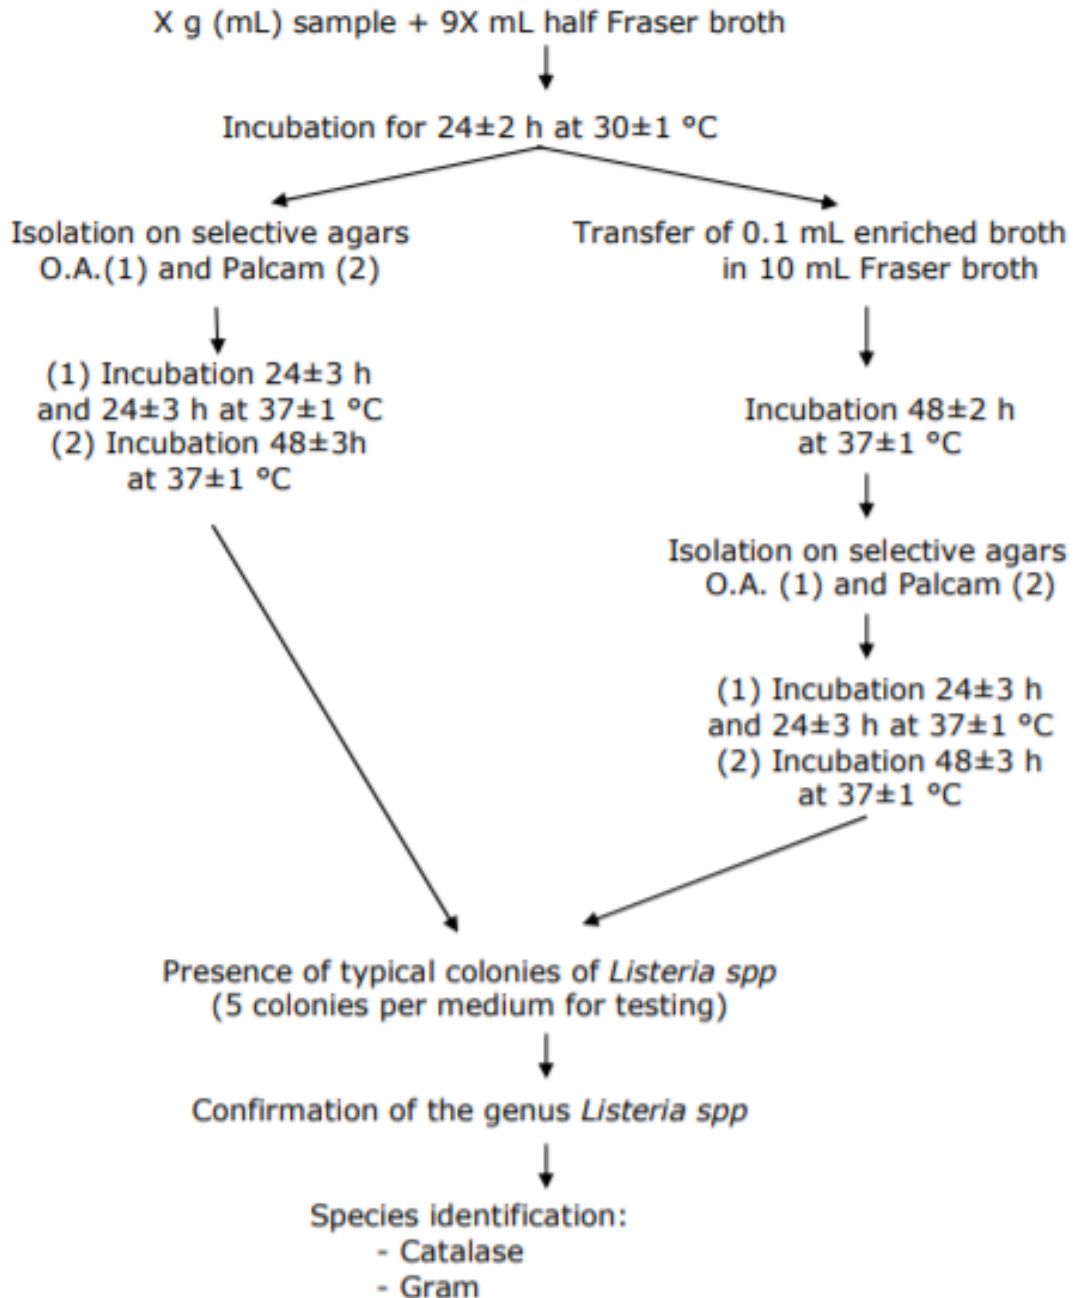 X g (mL) sample + 9X mL half Fraser broth
Incubation for 24±2 h at 30±1 °C
Isolation on selective agars
O.A.(1) and Palcam (2)
(1) Incubation 24±3 h
and 24±3 h at 37±1 °C
(2) Incubation 48±3h
at 37±1 °C
Transfer of 0.1 mL enriched broth
in 10 mL Fraser broth
Incubation 48±2 h
at 37±1 °C
Isolation on selective agars
O.A. (1) and Palcam (2)
(1) Incubation 24±3 h
and 24±3 h at 37±1 °C
(2) Incubation 48±3 h
at 37±1 °C
Presence of typical colonies of Listeria spp
(5 colonies per medium for testing)
Confirmation of the genus Listeria spp
Species identification:
- Catalase
- Gram